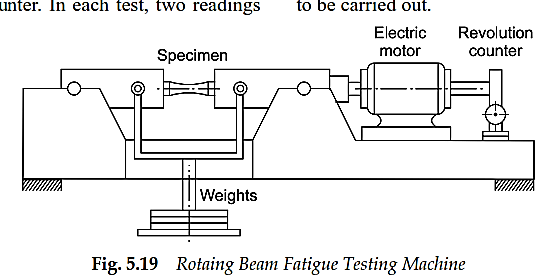 unter. In each test, two readings
to be carried out.
Electric motor
Revolution counter
Specimen
Weights
Fig. 5.19 Rotaing Beam Fatigue Testing Machine